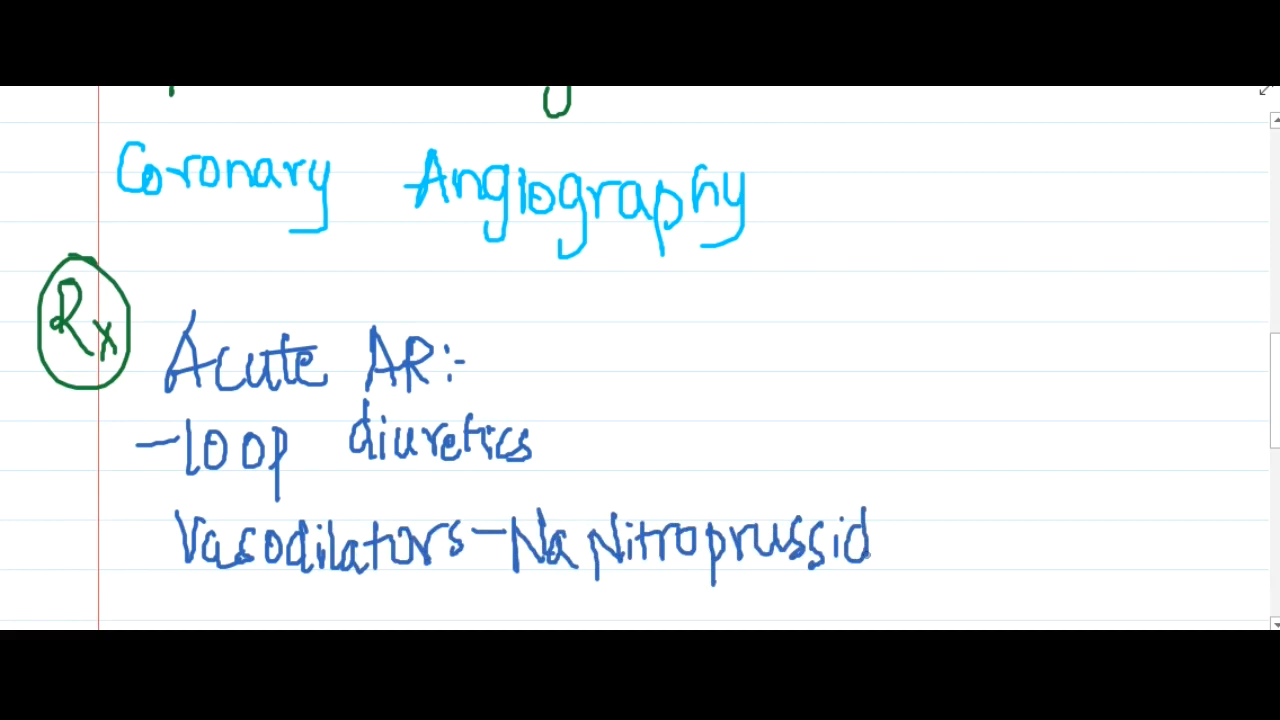 Coronary Angiography
Rx
Acute AR:-
-loop diuretics
Vasodilators-Na Nitroprussid